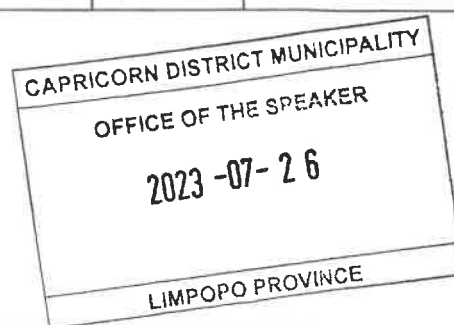 CAPRICORN DISTRICT MUNICIPALITY
OFFICE OF THE SPEAKER
2023 -07- 2 6
LIMPOPO PROVINCE